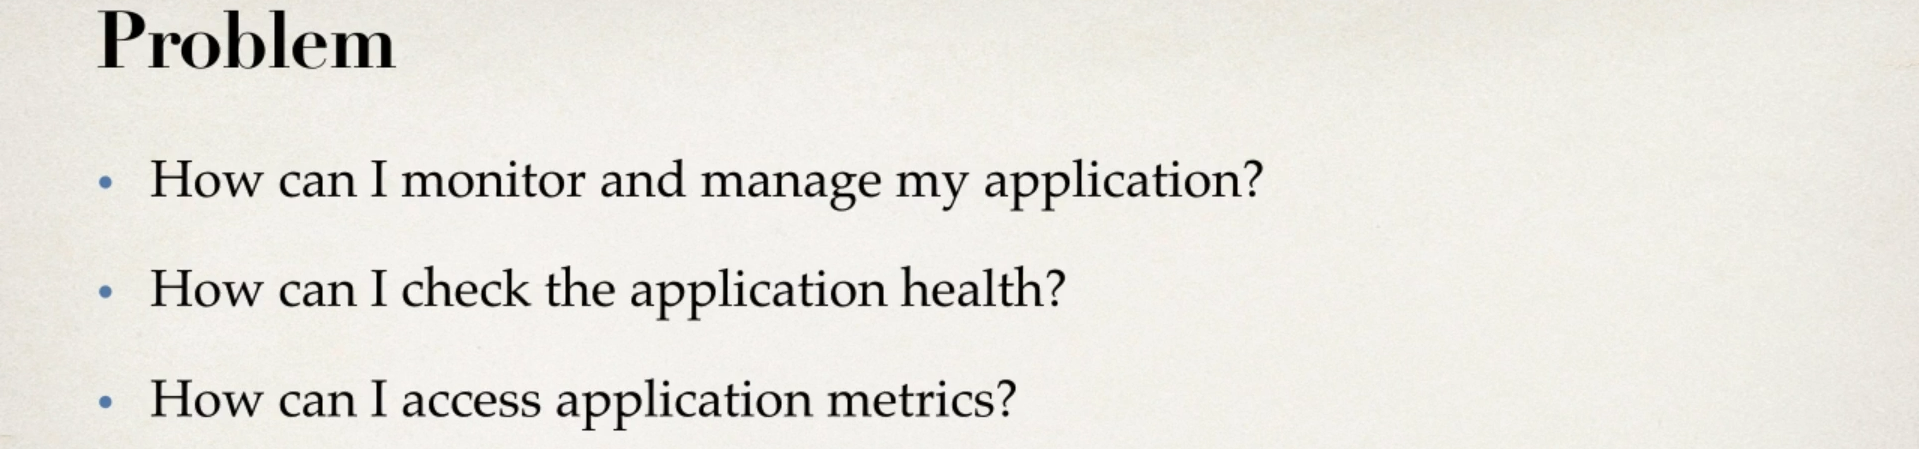 Problem
• How can I monitor and manage my application?
• How can I check the application health?
• How can I access application metrics?